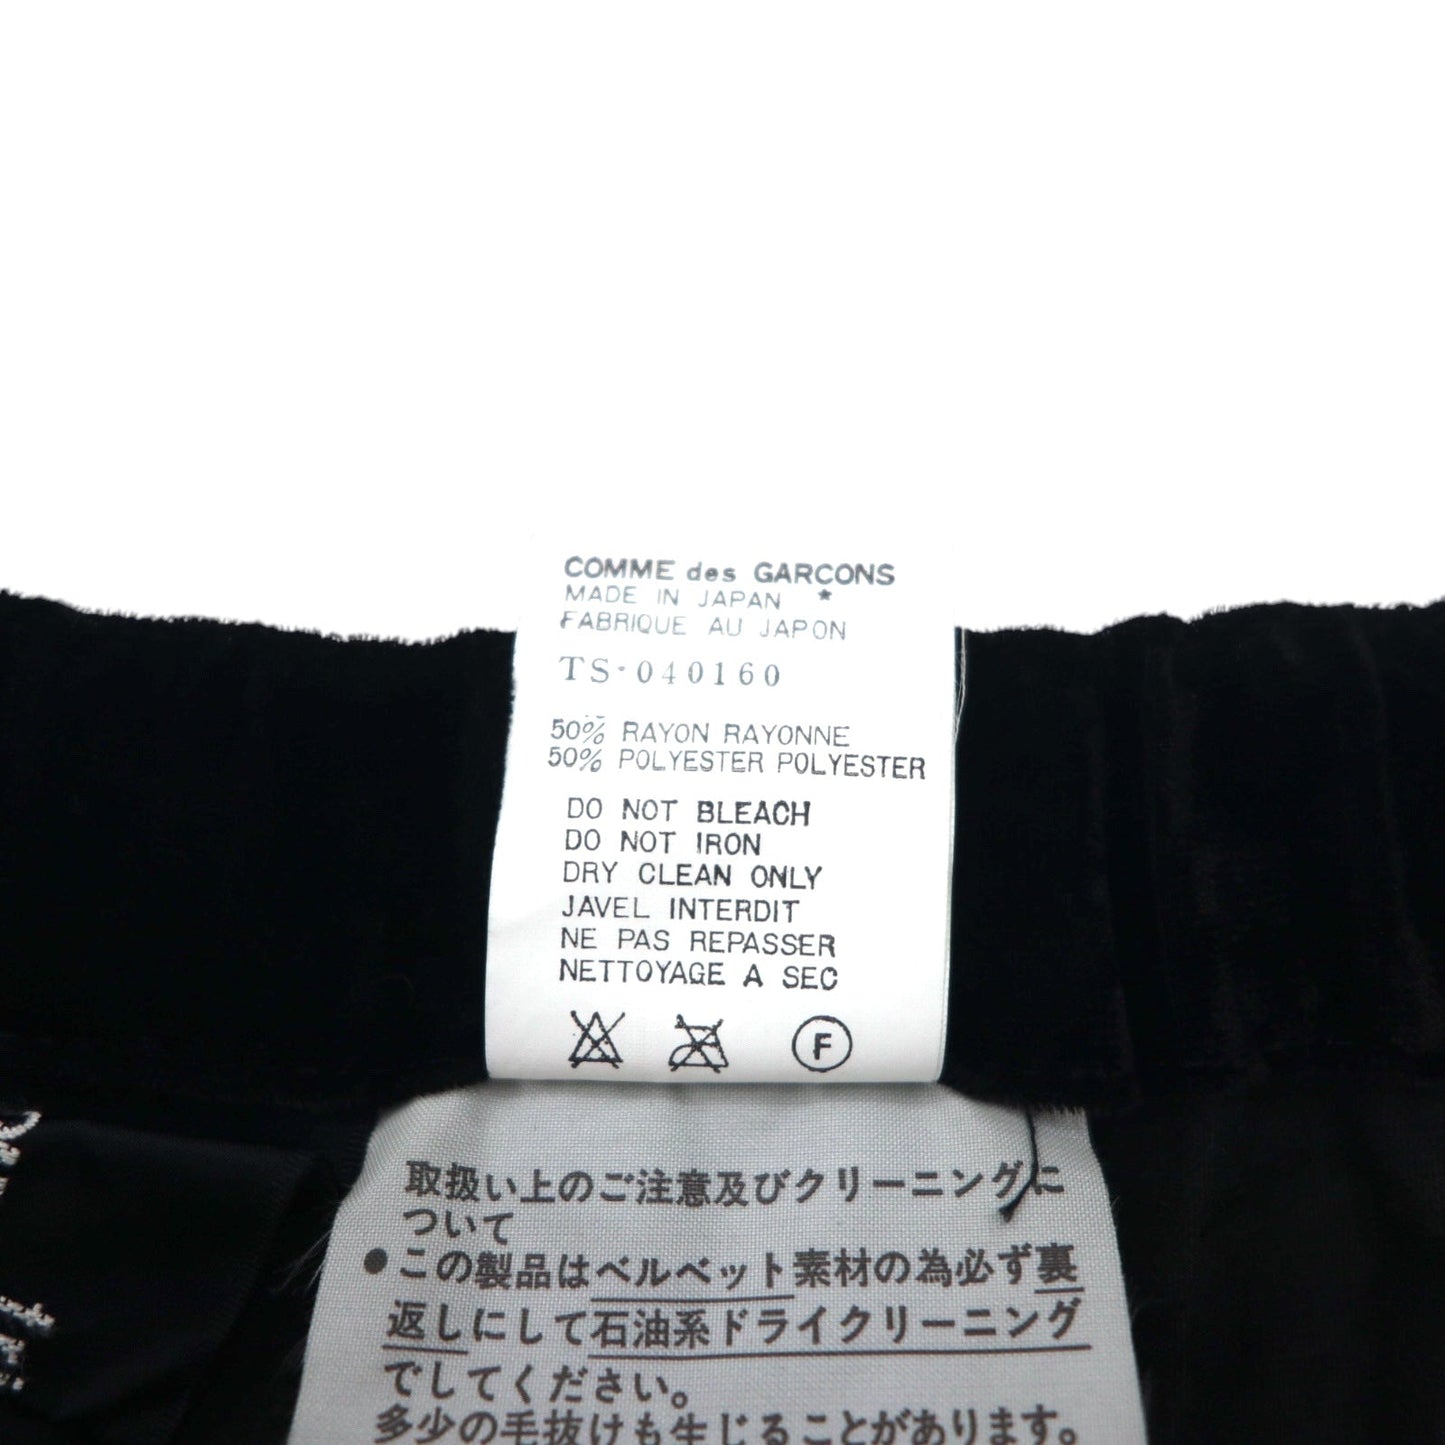 COMME des GARCONS
MADE IN JAPAN *
FABRIQUE AU JAPON
TS·040160
50% RAYON RAYONNE
50% POLYESTER POLYESTER
DO NOT BLEACH
DO NOT IRON
DRY CLEAN ONLY
JAVEL INTERDIT
NE PAS REPASSER
NETTOYAGE A SEC
F
取扱い上のご注意及びクリーニングに
ついて
●この製品はベルベット素材の為必ず裏
返しにして石油系ドライクリーニング
でしてください。
多少の毛抜けも生じることがあります。